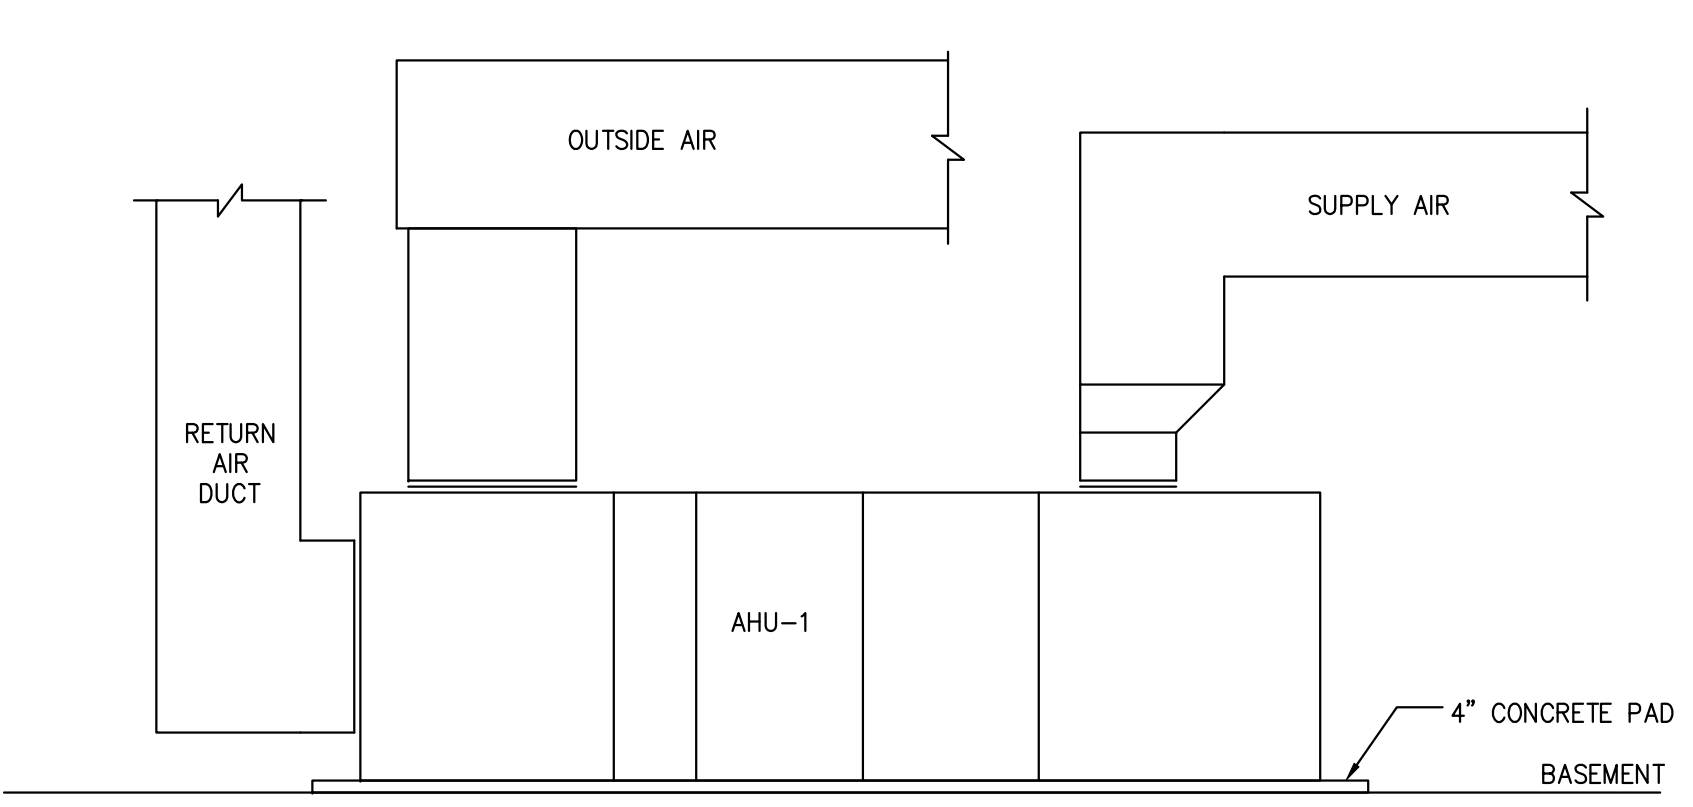 OUTSIDE AIR
SUPPLY AIR
RETURN
AIR
DUCT
AHU-1
4" CONCRETE PAD
BASEMENT